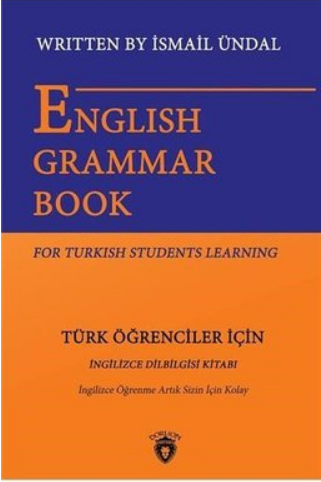 WRITTEN BY İSMAİL ÜNDAL
ENGLISH
GRAMMAR
BOOK
FOR TURKISH STUDENTS LEARNING
TÜRK ÖĞRENCİLER İÇİN
İNGİLİZCE DİLBİLGİSİ KİTABI
İngilizce Öğrenme Artık Sizin İçin Kolay
DORLION